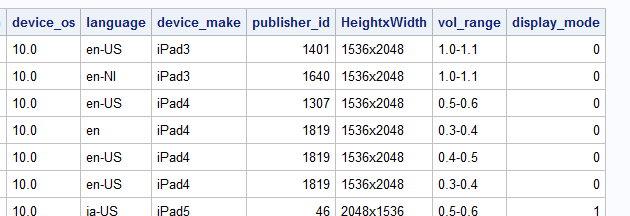 device_os language device_make publisher_id HeightxWidth vol_range display_mode
10.0 en-US iPad3 1401 1536x2048 1.0-1.1 0
10.0 en-NI iPad3 1640 1536x2048 1.0-1.1 0
10.0 en-US iPad4 1307 1536x2048 0.5-0.6 0
10.0 en iPad4 1819 1536x2048 0.3-0.4 0
10.0 en-US iPad4 1819 1536x2048 0.4-0.5 0
10.0 en-US iPad4 1819 1536x2048 0.3-0.4 0
10.0 ja-US iPad5 46 2048x1536 0.5-0.6 1